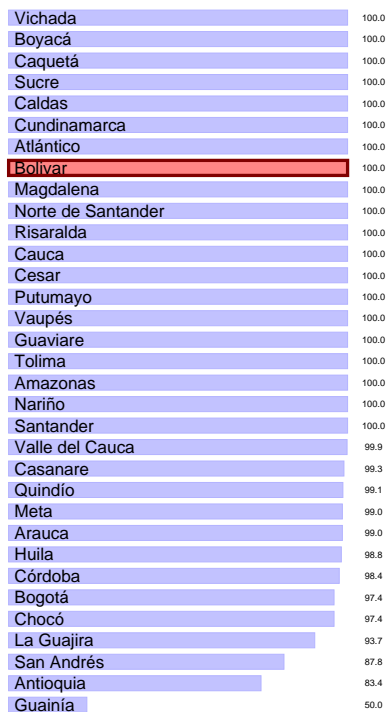 Vichada 100.0
Boyacá 100.0
Caquetá 100.0
Sucre 100.0
Caldas 100.0
Cundinamarca 100.0
Atlántico 100.0
Bolivar 100.0
Magdalena 100.0
Norte de Santander 100.0
Risaralda 100.0
Cauca 100.0
Cesar 100.0
Putumayo 100.0
Vaupés 100.0
Guaviare 100.0
Tolima 100.0
Amazonas 100.0
Nariño 100.0
Santander 100.0
Valle del Cauca 99.9
Casanare 99.3
Quindío 99.1
Meta 99.0
Arauca 99.0
Huila 98.8
Córdoba 98.4
Bogotá 97.4
Chocó 97.4
La Guajira 93.7
San Andrés 87.8
Antioquia 83.4
Guainía 50.0